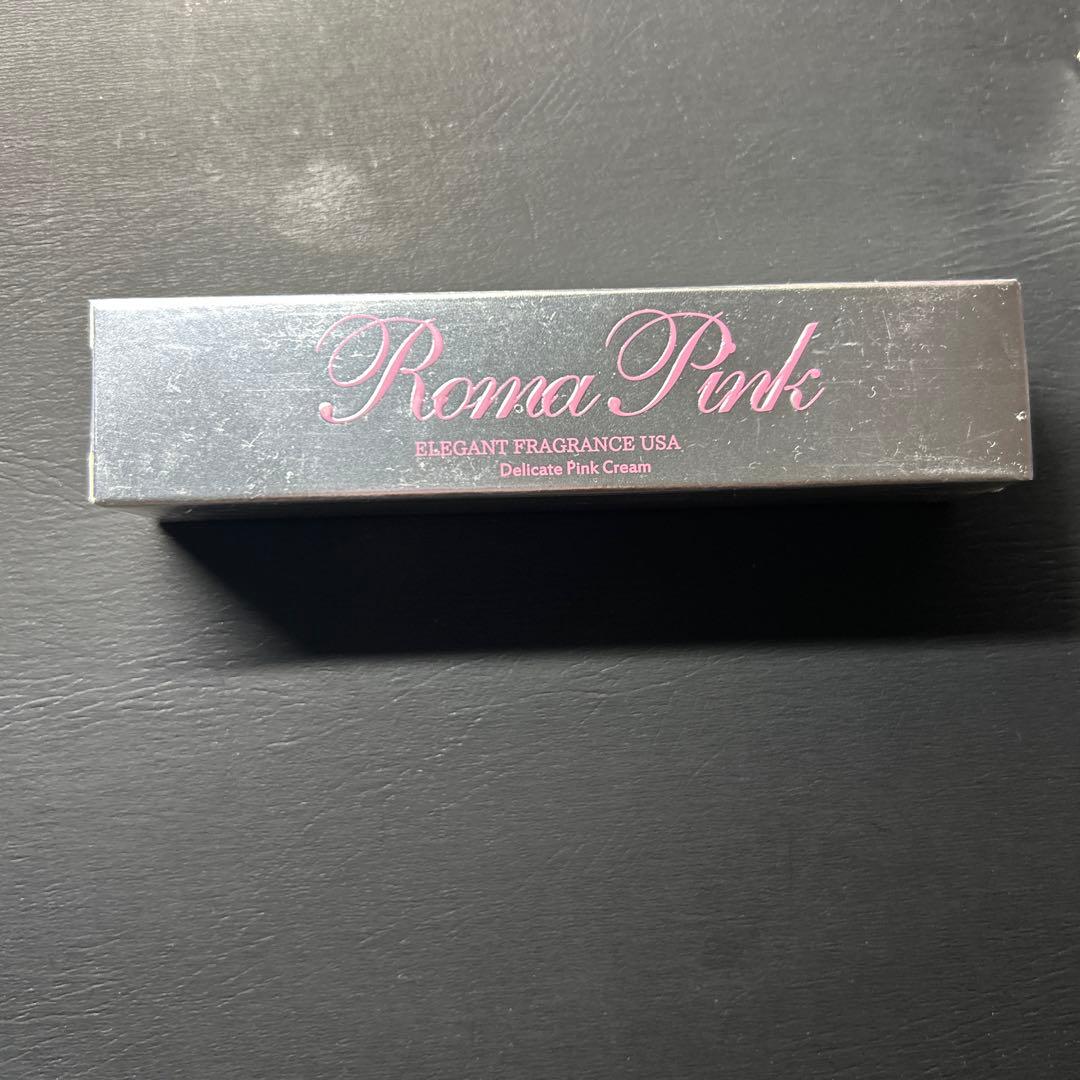 Roma Pink
ELEGANT FRAGRANCE USA
Delicate Pink Cream